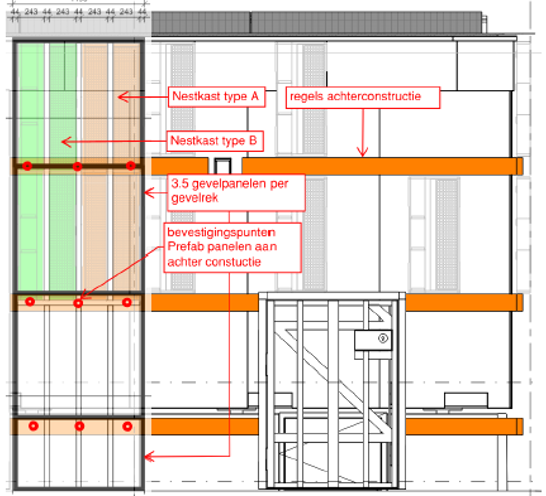 44 243 44 243 44 243 44 243 44
Nestkast type A
regels achterconstructie
Nestkast type B
3.5 gevelpanelen per
gevelrek
bevestigingspunten
Prefab panelen aan
achter constuctie